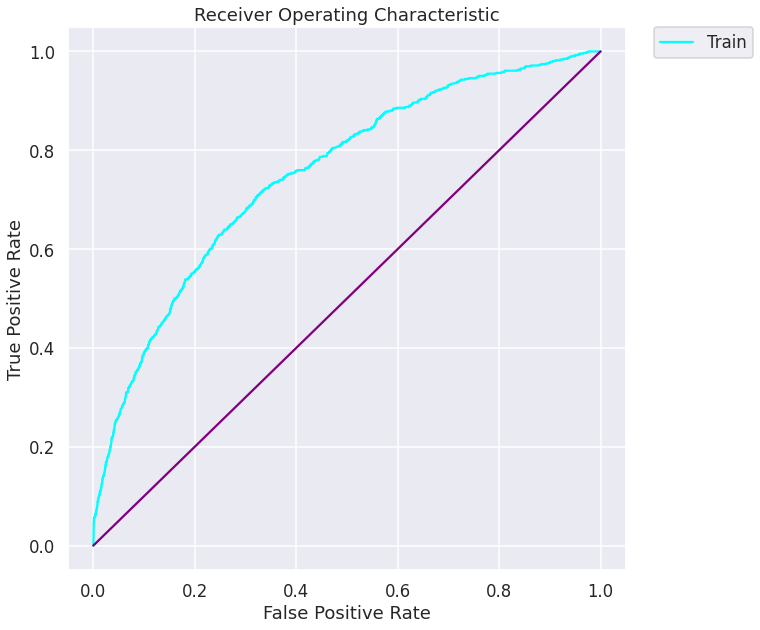 Receiver Operating Characteristic
Train
1.0
0.8
0.6
0.4
0.2
0.0
True Positive Rate
0.0 0.2 0.4 0.6 0.8 1.0
False Positive Rate